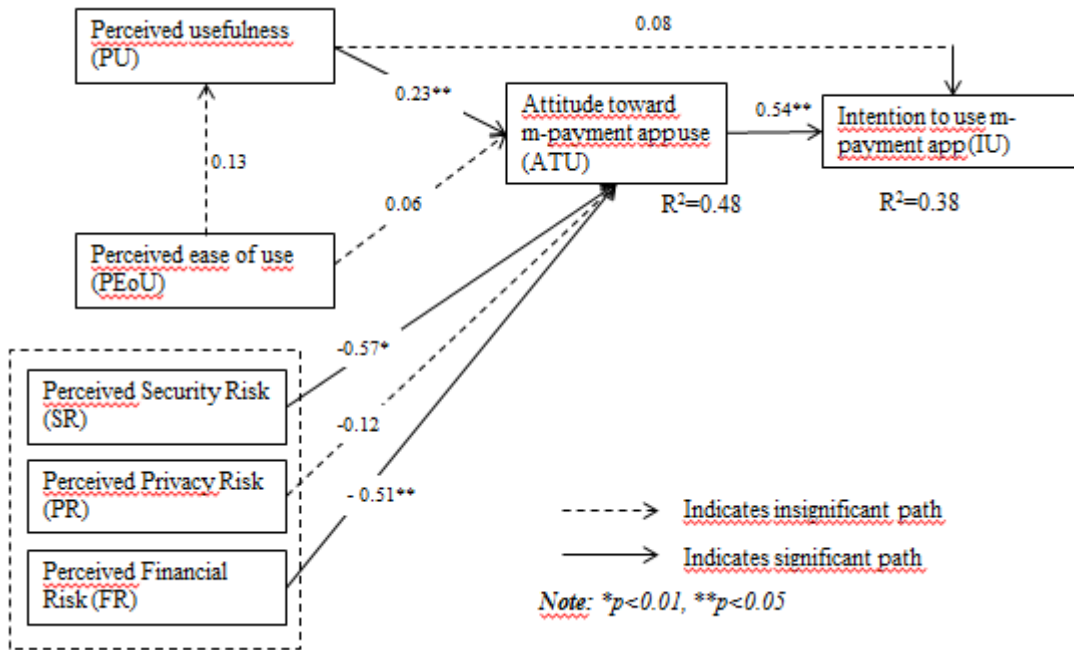 Perceived usefulness
(PU)
0.08
0.23**
Attitude toward
m-payment app use
(ATU)
0.54**
Intention to use m-
payment app (IU)
0.13
0.06
R²=0.48
R²=0.38
Perceived ease of use
(PEoU)
-0.57*
Perceived Security Risk
(SR)
-0.12
Perceived Privacy Risk
(PR)
- 0.51**
Perceived Financial
Risk (FR)
Indicates insignificant path
Indicates significant path
Note: *p<0.01, **p<0.05